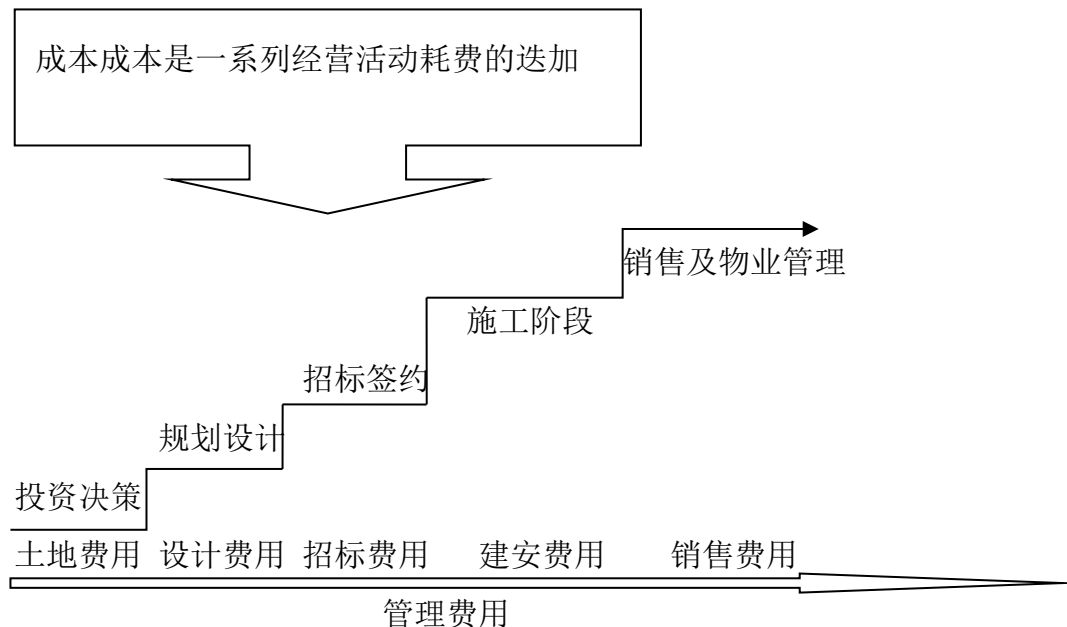 成本成本是一系列经营活动耗费的迭加
销售及物业管理
施工阶段
招标签约
规划设计
投资决策
土地费用 设计费用 招标费用 建安费用 销售费用
管理费用